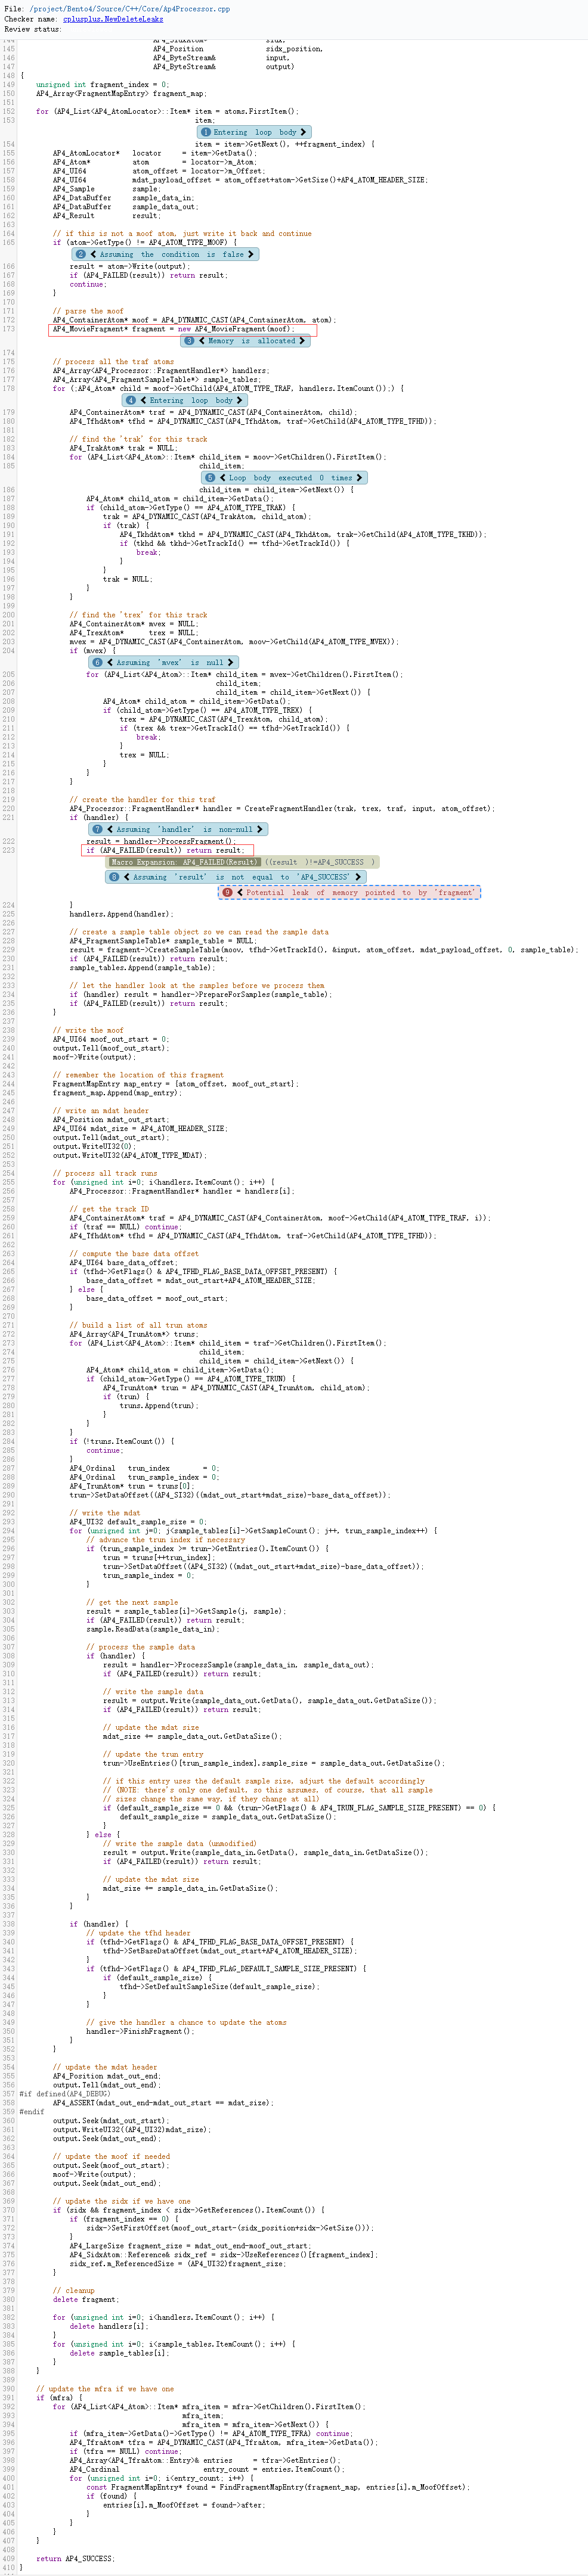 File: /project/Bento4/Source/C++/Core/Ap4Processor.cpp
Checker name: cplusplus.NewDeleteLeaks
Review status:
144 AP4_SidxAtom* sidx,
145 AP4_Position sidx_position,
146 AP4_ByteStream& input,
147 AP4_ByteStream& output)
148 {
149 unsigned int fragment_index = 0;
150 AP4_Array<FragmentMapEntry> fragment_map;
151
152 for (AP4_List<AP4_AtomLocator>::Item* item = atoms.FirstItem();
153 item;
1 Entering loop body
154 item = item->GetNext(), ++fragment_index) {
155 AP4_AtomLocator* locator = item->GetData();
156 AP4_Atom* atom = locator->m_Atom;
157 AP4_UI64 atom_offset = locator->m_Offset;
158 AP4_UI64 mdat_payload_offset = atom_offset+atom->GetSize()+AP4_ATOM_HEADER_SIZE;
159 AP4_Sample sample;
160 AP4_DataBuffer sample_data_in;
161 AP4_DataBuffer sample_data_out;
162 AP4_Result result;
163
164 // if this is not a moof atom, just write it back and continue
165 if (atom->GetType() != AP4_ATOM_TYPE_MOOF) {
2 Assuming the condition is false
166 result = atom->Write(output);
167 if (AP4_FAILED(result)) return result;
168 continue;
169 }
170
171 // parse the moof
172 AP4_ContainerAtom* moof = AP4_DYNAMIC_CAST(AP4_ContainerAtom, atom);
173 AP4_MovieFragment* fragment = new AP4_MovieFragment(moof);
3 Memory is allocated
174
175 // process all the traf atoms
176 AP4_Array<AP4_Processor::FragmentHandler*> handlers;
177 AP4_Array<AP4_FragmentSampleTable*> sample_tables;
178 for (;AP4_Atom* child = moof->GetChild(AP4_ATOM_TYPE_TRAF, handlers.ItemCount());) {
4 Entering loop body
179 AP4_ContainerAtom* traf = AP4_DYNAMIC_CAST(AP4_ContainerAtom, child);
180 AP4_TfhdAtom* tfhd = AP4_DYNAMIC_CAST(AP4_TfhdAtom, traf->GetChild(AP4_ATOM_TYPE_TFHD));
181
182 // find the 'trak' for this track
183 AP4_TrakAtom* trak = NULL;
184 for (AP4_List<AP4_Atom>::Item* child_item = moov->GetChildren().FirstItem();
185 child_item;
5 Loop body executed 0 times
186 child_item = child_item->GetNext()) {
187 AP4_Atom* child_atom = child_item->GetData();
188 if (child_atom->GetType() == AP4_ATOM_TYPE_TRAK) {
189 trak = AP4_DYNAMIC_CAST(AP4_TrakAtom, child_atom);
190 if (trak) {
191 AP4_TkhdAtom* tkhd = AP4_DYNAMIC_CAST(AP4_TkhdAtom, trak->GetChild(AP4_ATOM_TYPE_TKHD));
192 if (tkhd && tkhd->GetTrackId() == tfhd->GetTrackId()) {
193 break;
194 }
195 }
196 trak = NULL;
197 }
198 }
199
200 // find the 'trex' for this track
201 AP4_ContainerAtom* mvex = NULL;
202 AP4_TrexAtom* trex = NULL;
203 mvex = AP4_DYNAMIC_CAST(AP4_ContainerAtom, moov->GetChild(AP4_ATOM_TYPE_MVEX));
204 if (mvex) {
6 Assuming 'mvex' is null
205 for (AP4_List<AP4_Atom>::Item* child_item = mvex->GetChildren().FirstItem();
206 child_item;
207 child_item = child_item->GetNext()) {
208 AP4_Atom* child_atom = child_item->GetData();
209 if (child_atom->GetType() == AP4_ATOM_TYPE_TREX) {
210 trex = AP4_DYNAMIC_CAST(AP4_TrexAtom, child_atom);
211 if (trex && trex->GetTrackId() == tfhd->GetTrackId()) {
212 break;
213 }
214 trex = NULL;
215 }
216 }
217 }
218
219 // create the handler for this traf
220 AP4_Processor::FragmentHandler* handler = CreateFragmentHandler(trak, trex, traf, input, atom_offset);
221 if (handler) {
7 Assuming 'handler' is non-null
222 result = handler->ProcessFragment();
223 if (AP4_FAILED(result)) return result;
Macro Expansion: AP4_FAILED(Result) ((result )!=AP4_SUCCESS )
8 Assuming 'result' is not equal to 'AP4_SUCCESS'
9 Potential leak of memory pointed to by 'fragment'
224 }
225 handlers.Append(handler);
226
227 // create a sample table object so we can read the sample data
228 AP4_FragmentSampleTable* sample_table = NULL;
229 result = fragment->CreateSampleTable(moov, tfhd->GetTrackId(), &input, atom_offset, mdat_payload_offset, 0, sample_table);
230 if (AP4_FAILED(result)) return result;
231 sample_tables.Append(sample_table);
232
233 // let the handler look at the samples before we process them
234 if (handler) result = handler->PrepareForSamples(sample_table);
235 if (AP4_FAILED(result)) return result;
236 }
237
238 // write the moof
239 AP4_UI64 moof_out_start = 0;
240 output.Tell(moof_out_start);
241 moof->Write(output);
242
243 // remember the location of this fragment
244 FragmentMapEntry map_entry = {atom_offset, moof_out_start};
245 fragment_map.Append(map_entry);
246
247 // write an mdat header
248 AP4_Position mdat_out_start;
249 AP4_UI64 mdat_size = AP4_ATOM_HEADER_SIZE;
250 output.Tell(mdat_out_start);
251 output.WriteUI32(0);
252 output.WriteUI32(AP4_ATOM_TYPE_MDAT);
253
254 // process all track runs
255 for (unsigned int i=0; i<handlers.ItemCount(); i++) {
256 AP4_Processor::FragmentHandler* handler = handlers[i];
257
258 // get the track ID
259 AP4_ContainerAtom* traf = AP4_DYNAMIC_CAST(AP4_ContainerAtom, moof->GetChild(AP4_ATOM_TYPE_TRAF, i));
260 if (traf == NULL) continue;
261 AP4_TfhdAtom* tfhd = AP4_DYNAMIC_CAST(AP4_TfhdAtom, traf->GetChild(AP4_ATOM_TYPE_TFHD));
262
263 // compute the base data offset
264 AP4_UI64 base_data_offset;
265 if (tfhd->GetFlags() & AP4_TFHD_FLAG_BASE_DATA_OFFSET_PRESENT) {
266 base_data_offset = mdat_out_start+AP4_ATOM_HEADER_SIZE;
267 } else {
268 base_data_offset = moof_out_start;
269 }
270
271 // build a list of all trun atoms
272 AP4_Array<AP4_TrunAtom*> truns;
273 for (AP4_List<AP4_Atom>::Item* child_item = traf->GetChildren().FirstItem();
274 child_item;
275 child_item = child_item->GetNext()) {
276 AP4_Atom* child_atom = child_item->GetData();
277 if (child_atom->GetType() == AP4_ATOM_TYPE_TRUN) {
278 AP4_TrunAtom* trun = AP4_DYNAMIC_CAST(AP4_TrunAtom, child_atom);
279 if (trun) {
280 truns.Append(trun);
281 }
282 }
283 }
284 if (!truns.ItemCount()) {
285 continue;
286 }
287 AP4_Ordinal trun_index = 0;
288 AP4_Ordinal trun_sample_index = 0;
289 AP4_TrunAtom* trun = truns[0];
290 trun->SetDataOffset((AP4_SI32)((mdat_out_start+mdat_size)-base_data_offset));
291
292 // write the mdat
293 AP4_UI32 default_sample_size = 0;
294 for (unsigned int j=0; j<sample_tables[i]->GetSampleCount(); j++, trun_sample_index++) {
295 // advance the trun index if necessary
296 if (trun_sample_index >= trun->GetEntries().ItemCount()) {
297 trun = truns[++trun_index];
298 trun->SetDataOffset((AP4_SI32)((mdat_out_start+mdat_size)-base_data_offset));
299 trun_sample_index = 0;
300 }
301
302 // get the next sample
303 result = sample_tables[i]->GetSample(j, sample);
304 if (AP4_FAILED(result)) return result;
305 sample.ReadData(sample_data_in);
306
307 // process the sample data
308 if (handler) {
309 result = handler->ProcessSample(sample_data_in, sample_data_out);
310 if (AP4_FAILED(result)) return result;
311
312 // write the sample data
313 result = output.Write(sample_data_out.GetData(), sample_data_out.GetDataSize());
314 if (AP4_FAILED(result)) return result;
315
316 // update the mdat size
317 mdat_size += sample_data_out.GetDataSize();
318
319 // update the trun entry
320 trun->UseEntries()[trun_sample_index].sample_size = sample_data_out.GetDataSize();
321
322 // if this entry uses the default sample size, adjust the default accordingly
323 // (NOTE: there's only one default, so this assumes, of course, that all sample
324 // sizes change the same way, if they change at all)
325 if (default_sample_size == 0 && (trun->GetFlags() & AP4_TRUN_FLAG_SAMPLE_SIZE_PRESENT) == 0) {
326 default_sample_size = sample_data_out.GetDataSize();
327 }
328 } else {
329 // write the sample data (unmodified)
330 result = output.Write(sample_data_in.GetData(), sample_data_in.GetDataSize());
331 if (AP4_FAILED(result)) return result;
332
333 // update the mdat size
334 mdat_size += sample_data_in.GetDataSize();
335 }
336 }
337
338 if (handler) {
339 // update the tfhd header
340 if (tfhd->GetFlags() & AP4_TFHD_FLAG_BASE_DATA_OFFSET_PRESENT) {
341 tfhd->SetBaseDataOffset(mdat_out_start+AP4_ATOM_HEADER_SIZE);
342 }
343 if (tfhd->GetFlags() & AP4_TFHD_FLAG_DEFAULT_SAMPLE_SIZE_PRESENT) {
344 if (default_sample_size) {
345 tfhd->SetDefaultSampleSize(default_sample_size);
346 }
347 }
348
349 // give the handler a chance to update the atoms
350 handler->FinishFragment();
351 }
352 }
353
354 // update the mdat header
355 AP4_Position mdat_out_end;
356 output.Tell(mdat_out_end);
357 #if defined(AP4_DEBUG)
358 AP4_ASSERT(mdat_out_end-mdat_out_start == mdat_size);
359 #endif
360 output.Seek(mdat_out_start);
361 output.WriteUI32((AP4_UI32)mdat_size);
362 output.Seek(mdat_out_end);
363
364 // update the moof if needed
365 output.Seek(moof_out_start);
366 moof->Write(output);
367 output.Seek(mdat_out_end);
368
369 // update the sidx if we have one
370 if (sidx && fragment_index < sidx->GetReferences().ItemCount()) {
371 if (fragment_index == 0) {
372 sidx->SetFirstOffset(moof_out_start-(sidx_position+sidx->GetSize()));
373 }
374 AP4_LargeSize fragment_size = mdat_out_end-moof_out_start;
375 AP4_SidxAtom::Reference& sidx_ref = sidx->UseReferences()[fragment_index];
376 sidx_ref.m_ReferencedSize = (AP4_UI32)fragment_size;
377 }
378
379 // cleanup
380 delete fragment;
381
382 for (unsigned int i=0; i<handlers.ItemCount(); i++) {
383 delete handlers[i];
384 }
385 for (unsigned int i=0; i<sample_tables.ItemCount(); i++) {
386 delete sample_tables[i];
387 }
388 }
389
390 // update the mfra if we have one
391 if (mfra) {
392 for (AP4_List<AP4_Atom>::Item* mfra_item = mfra->GetChildren().FirstItem();
393 mfra_item;
394 mfra_item = mfra_item->GetNext()) {
395 if (mfra_item->GetData()->GetType() != AP4_ATOM_TYPE_TFRA) continue;
396 AP4_TfraAtom* tfra = AP4_DYNAMIC_CAST(AP4_TfraAtom, mfra_item->GetData());
397 if (tfra == NULL) continue;
398 AP4_Array<AP4_TfraAtom::Entry>& entries = tfra->GetEntries();
399 AP4_Cardinal entry_count = entries.ItemCount();
400 for (unsigned int i=0; i<entry_count; i++) {
401 const FragmentMapEntry* found = FindFragmentMapEntry(fragment_map, entries[i].m_MoofOffset);
402 if (found) {
403 entries[i].m_MoofOffset = found->after;
404 }
405 }
406 }
407 }
408
409 return AP4_SUCCESS;
410 }